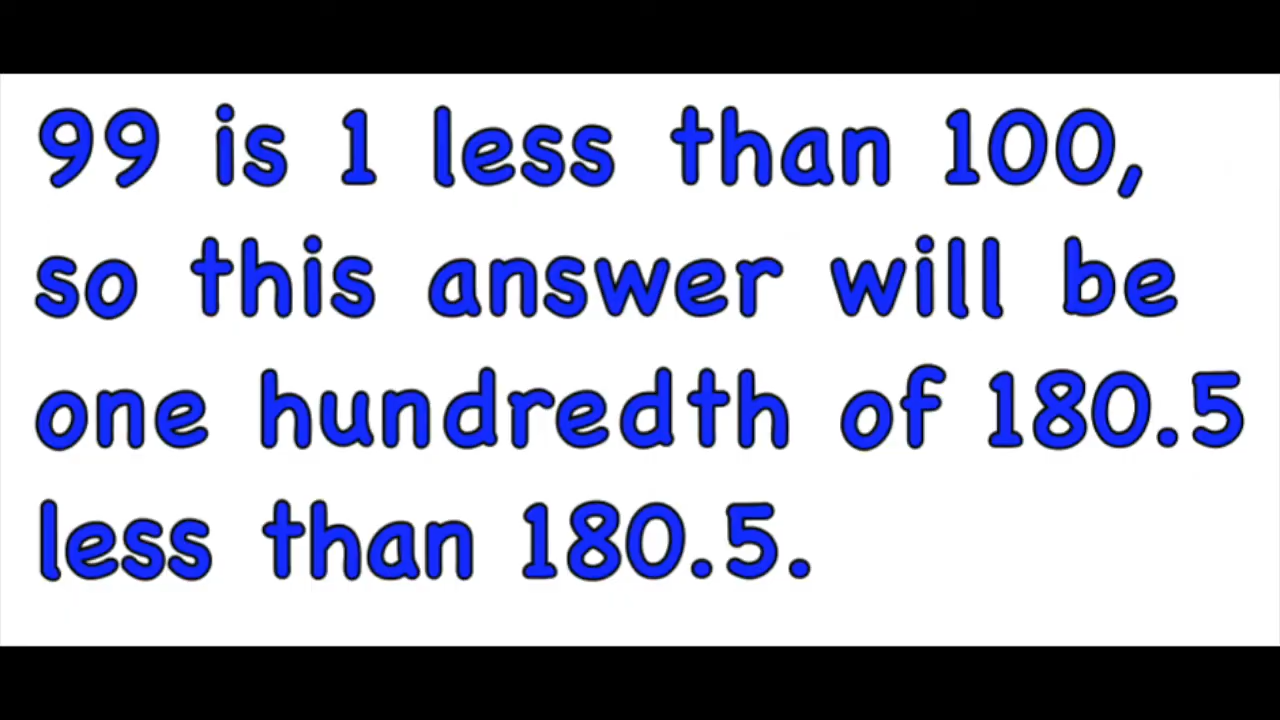 99 is 1 less than 100,
so this answer will be
one hundredth of 180.5
less than 180.5.